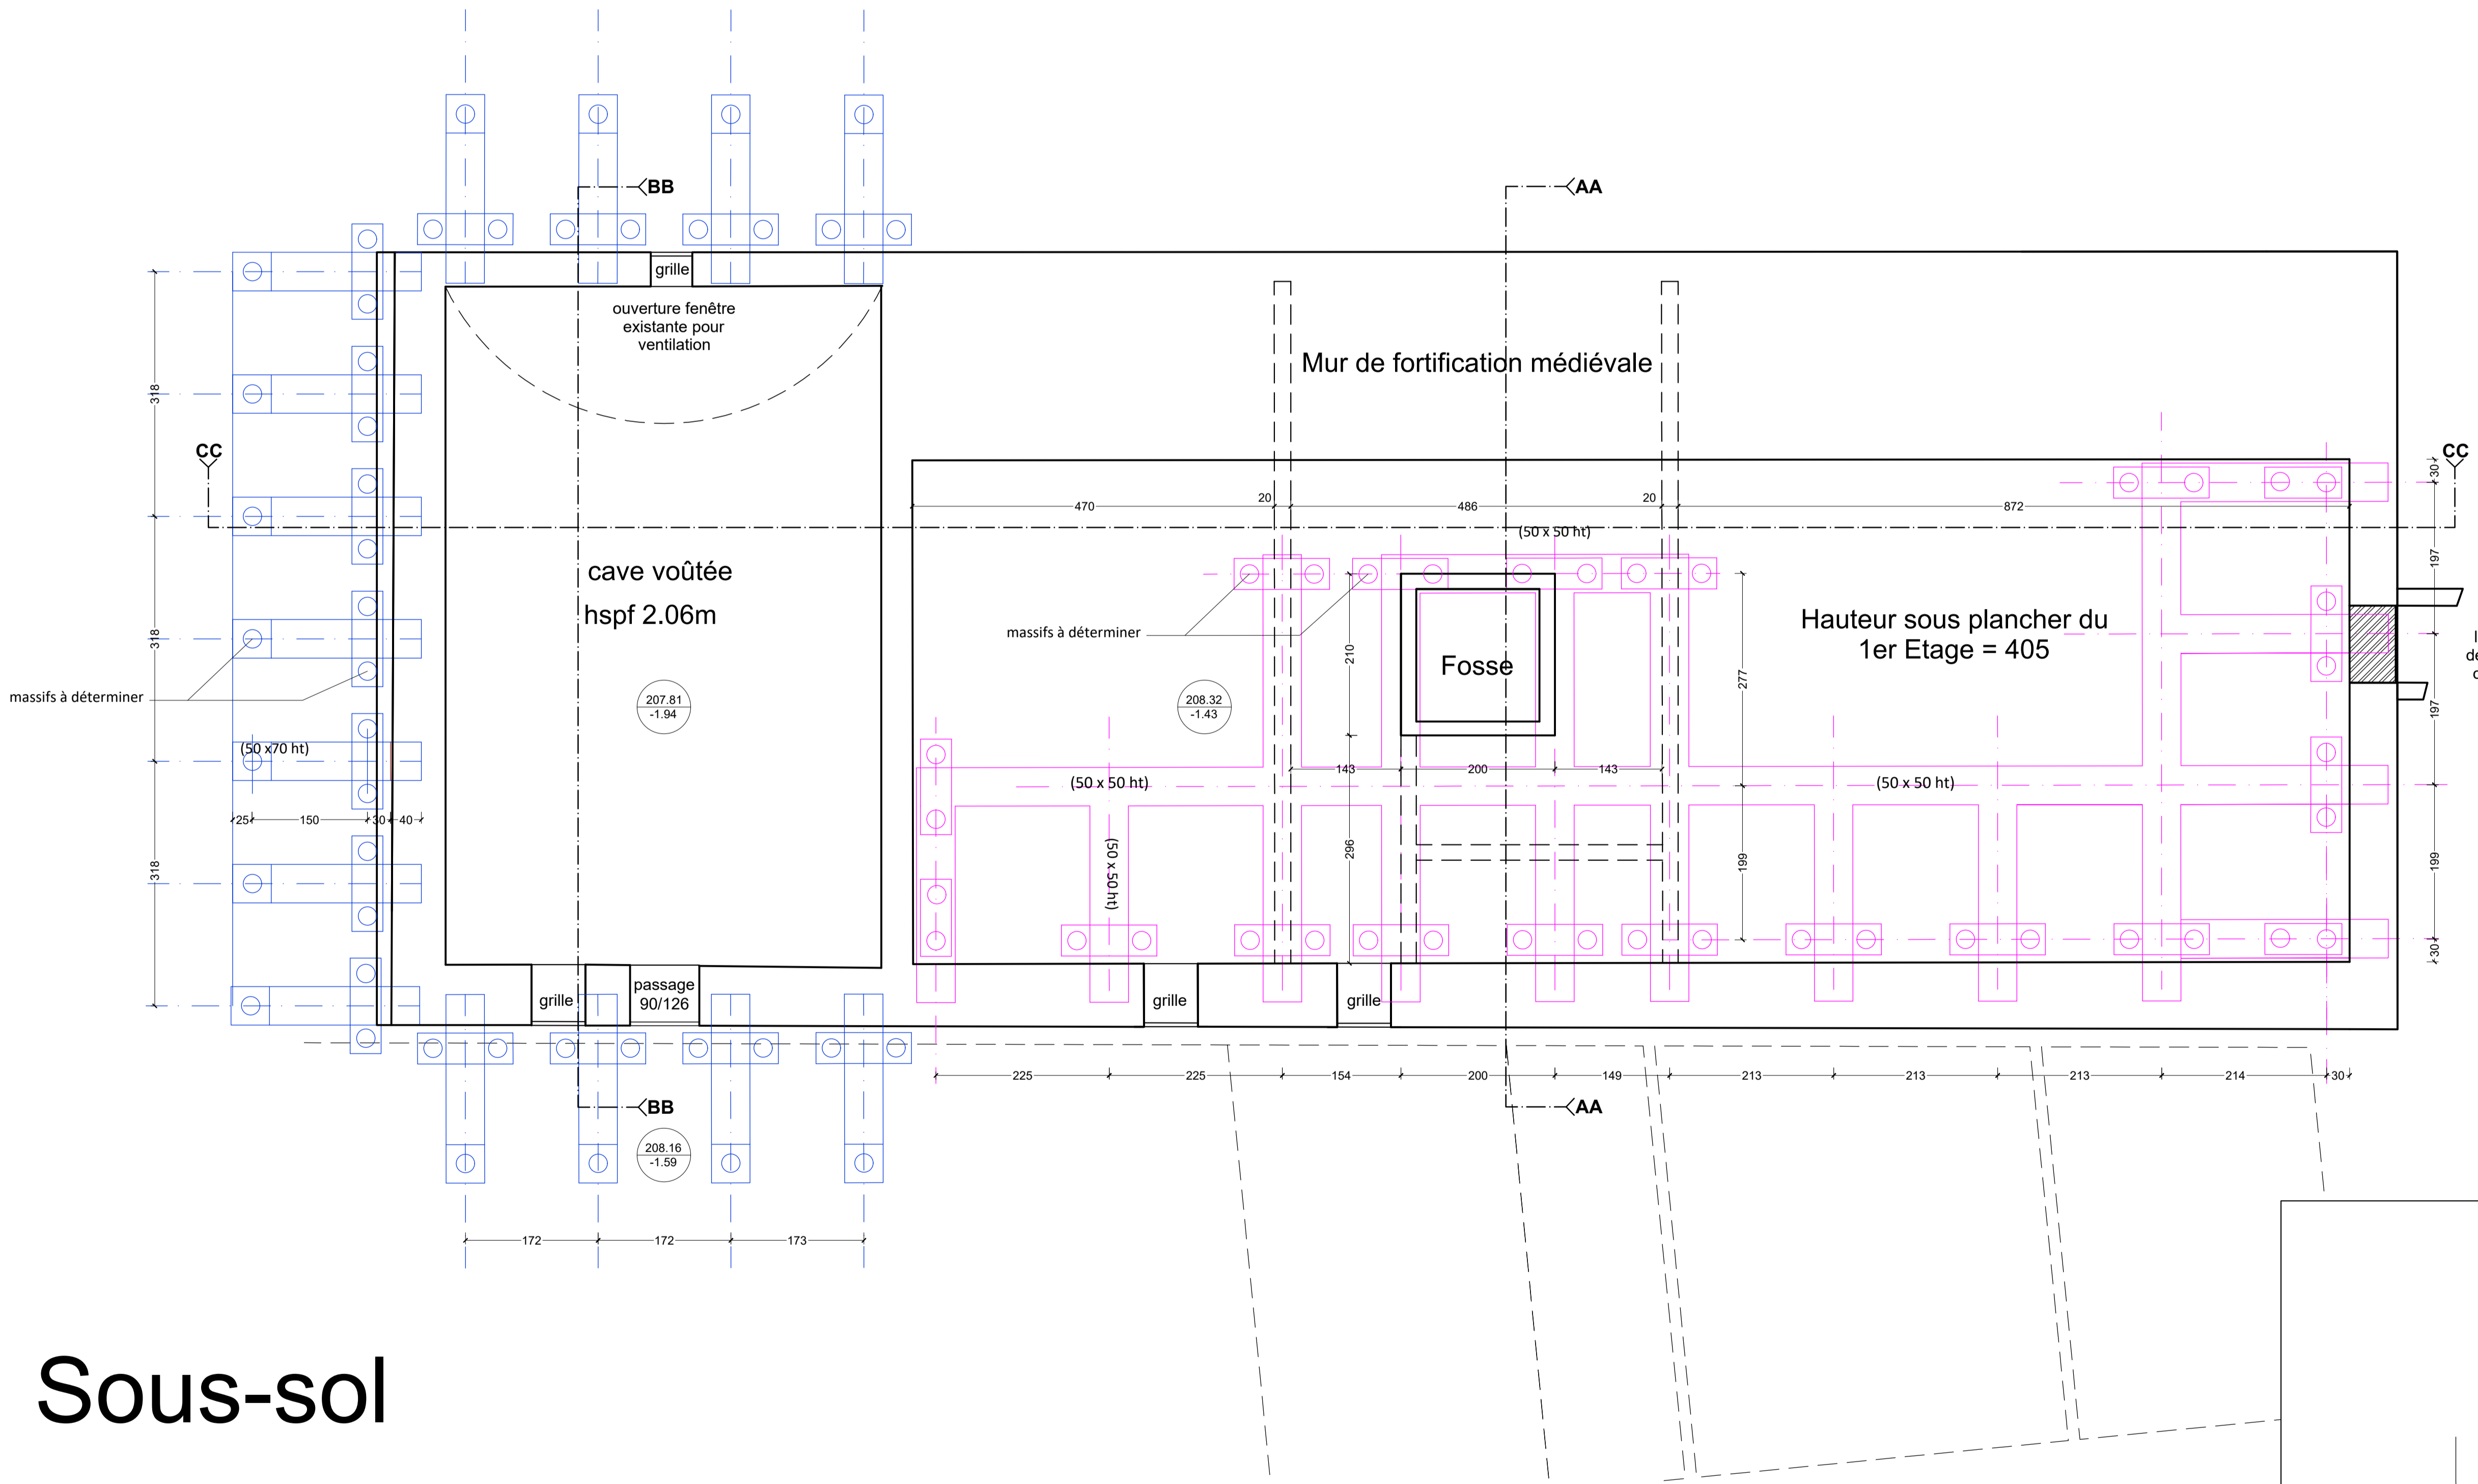 BB
AA
grille
ouverture fenêtre
existante pour
ventilation
Mur de fortification médiévale
318
CC
CC
30
470
20
486
20
872
(50 x 50 ht)
197
cave voûtée
hspf 2.06m
massifs à déterminer
210
Fosse
Hauteur sous plancher du
1er Etage = 405
277
318
massifs à déterminer
207.81
-1.94
208.32
-1.43
197
(50 x70 ht)
143
200
143
(50 x 50 ht)
(50 x 50 ht)
25
150
30
40
(50 x 50 ht)
296
199
199
318
30
grille
passage
90/126
grille
grille
225
225
154
200
149
213
213
213
214
30
BB
AA
208.16
-1.59
172
172
173
Sous-sol